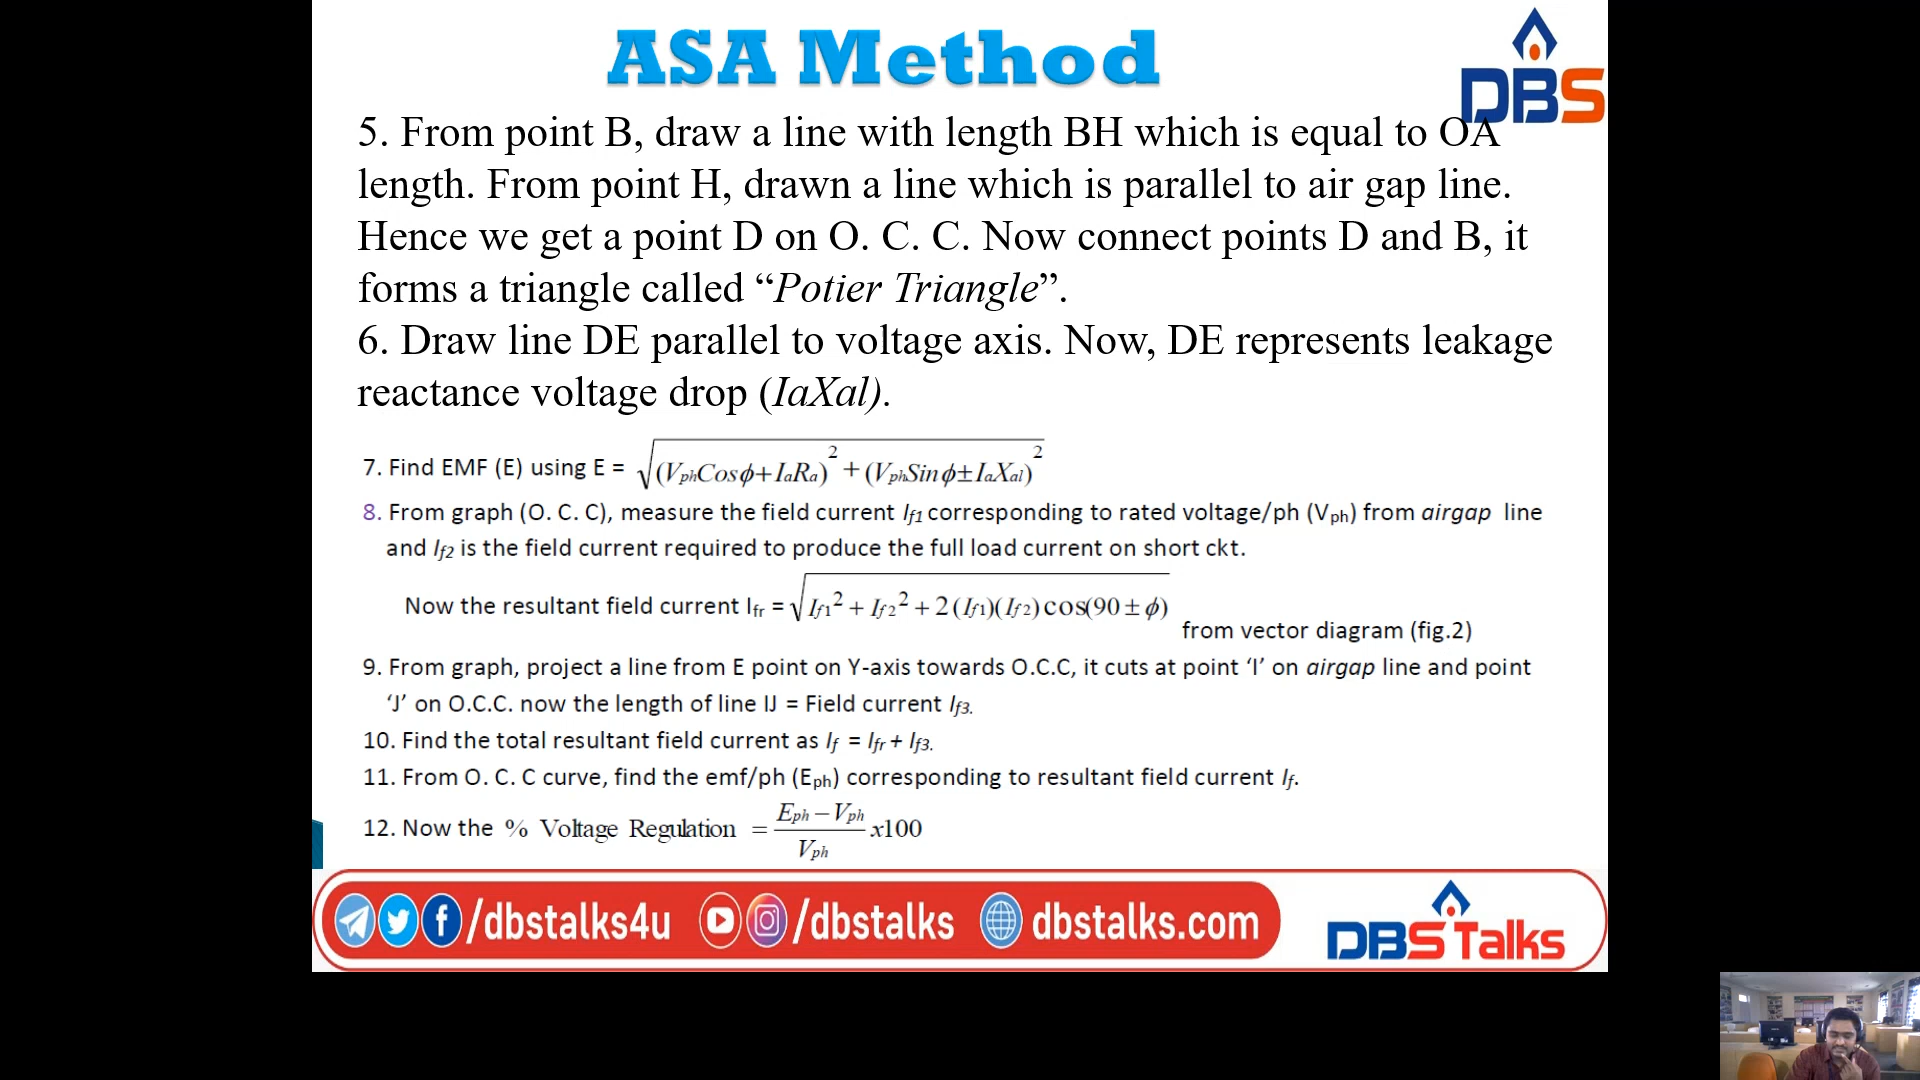 ASA Method
DBS
5. From point B, draw a line with length BH which is equal to OA
length. From point H, drawn a line which is parallel to air gap line.
Hence we get a point D on O. C. C. Now connect points D and B, it
forms a triangle called “Potier Triangle”.
6. Draw line DE parallel to voltage axis. Now, DE represents leakage
reactance voltage drop (IaXal).
7. Find EMF (E) using E = √(VphCosϕ+IaRa)² + (VphSinϕ±IaXal)²
8. From graph (O. C. C), measure the field current If1 corresponding to rated voltage/ph (Vph) from airgap line
and If2 is the field current required to produce the full load current on short ckt.
Now the resultant field current Ifr = √If1² + If2² + 2(If1)(If2)cos(90±ϕ)
from vector diagram (fig.2)
9. From graph, project a line from E point on Y-axis towards O.C.C, it cuts at point ‘I’ on airgap line and point
‘J’ on O.C.C. now the length of line IJ = Field current If3.
10. Find the total resultant field current as If = Ifr + If3.
11. From O. C. C curve, find the emf/ph (Eph) corresponding to resultant field current If.
12. Now the % Voltage Regulation = (Eph – Vph)/Vph x100
/dbstalks4u /dbstalks dbstalks.com
DBS Talks